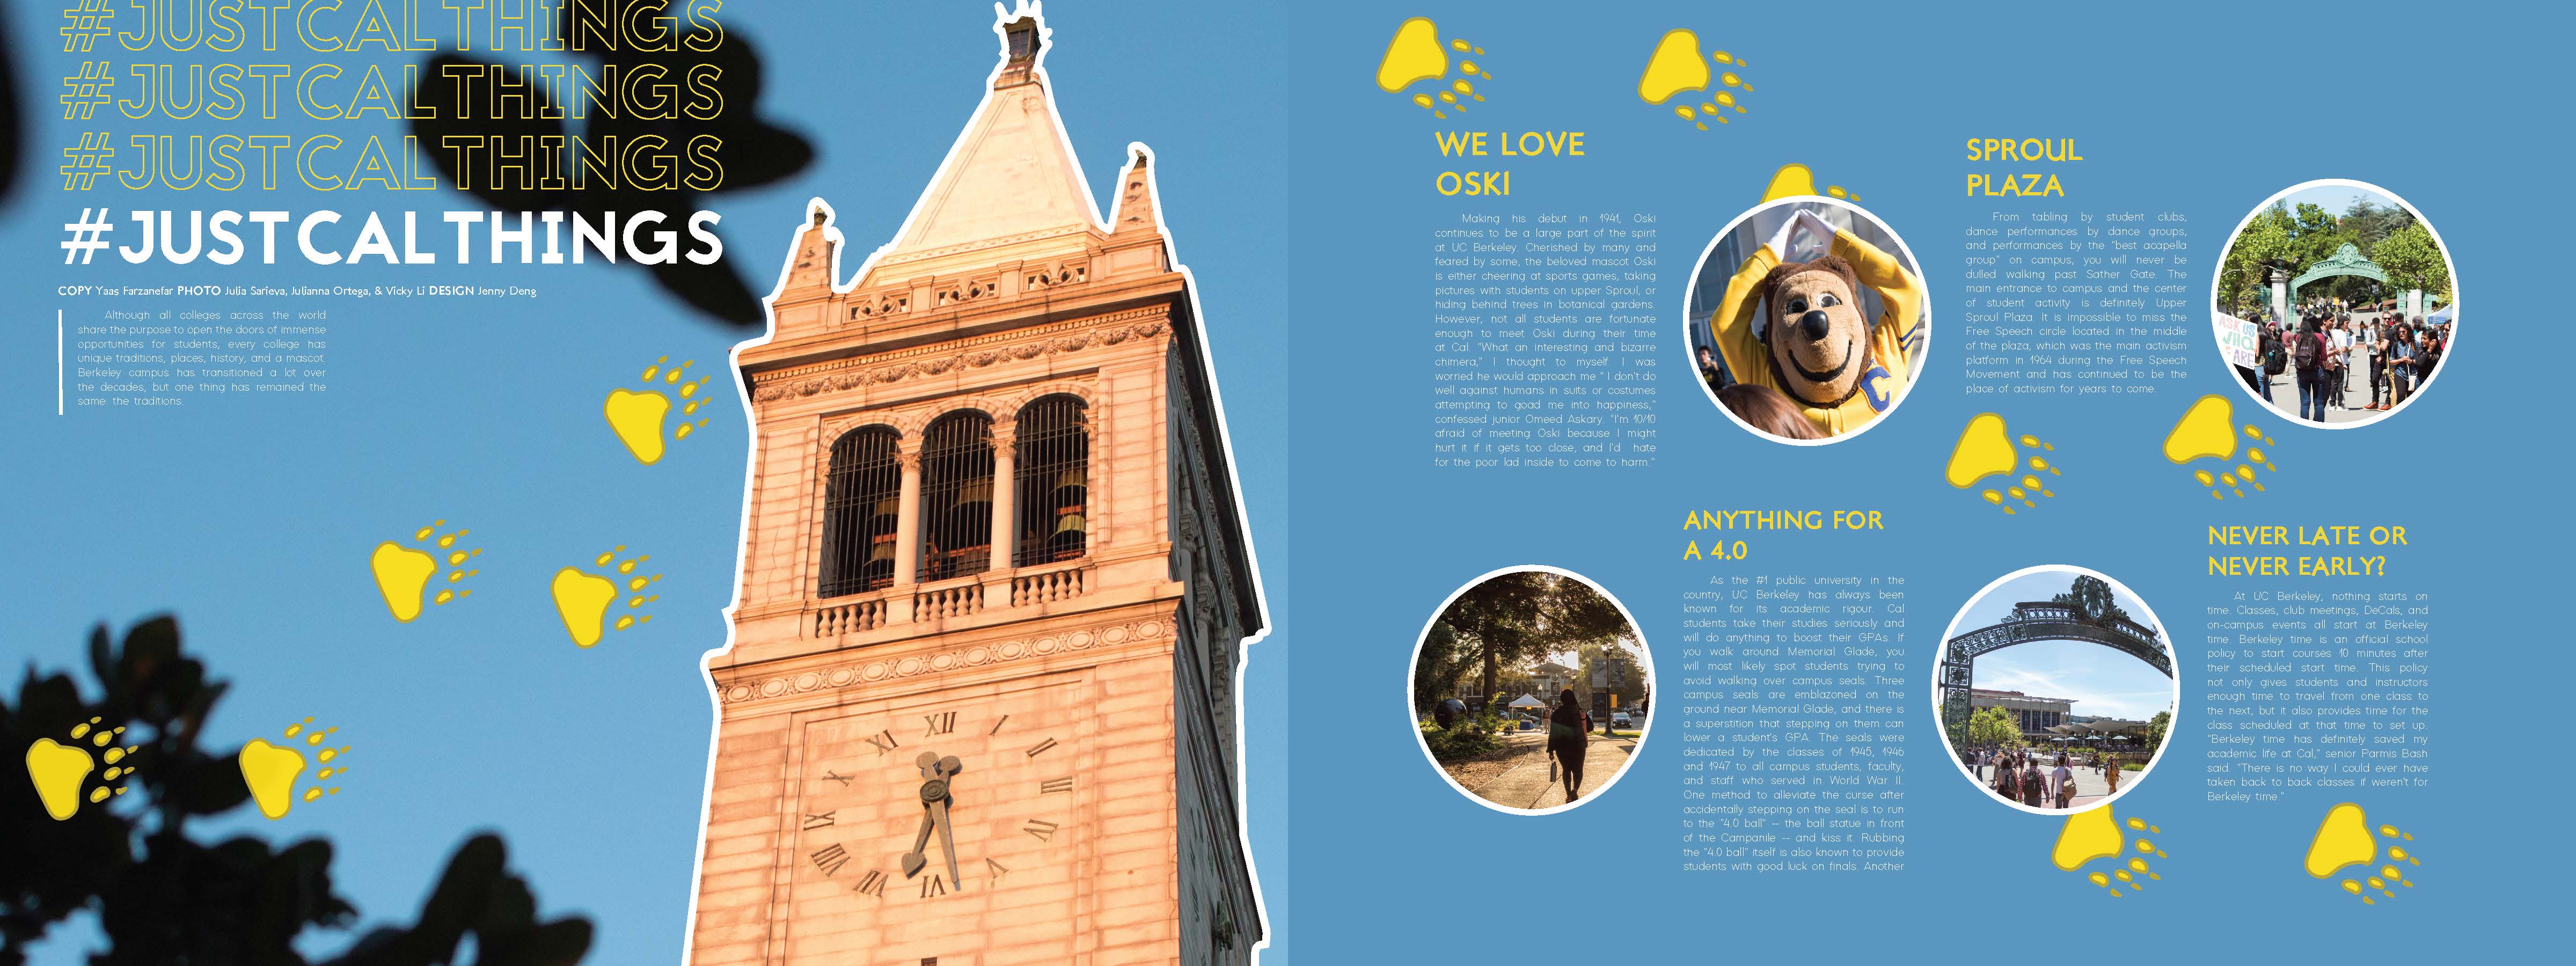 #JUSTCALTHINGS
#JUSTCALTHINGS
#JUSTCALTHINGS
#JUSTCALTHINGS
COPY Yaas Farzanefar PHOTO Julia Sarieva, Julianna Ortega, & Vicky Li DESIGN Jenny Deng
Although all colleges across the world
share the purpose to open the doors of immense
opportunities for students, every college has
unique traditions, places, history, and a mascot.
Berkeley campus has transitioned a lot over
the decades, but one thing has remained the
same: the traditions.
XII
I
II
III
IV
V
VI
VII
VIII
IX
X
XI
WE LOVE
OSKI
Making his debut in 1941, Oski
continues to be a large part of the spirit
at UC Berkeley. Cherished by many and
feared by some, the beloved mascot Oski
is either cheering at sports games, taking
pictures with students on upper Sproul, or
hiding behind trees in botanical gardens.
However, not all students are fortunate
enough to meet Oski during their time
at Cal. "What an interesting and bizarre
chimera," I thought to myself. I was
worried he would approach me " I don't do
well against humans in suits or costumes
attempting to goad me into happiness,"
confessed junior Omeed Askary. "I'm 10/10
afraid of meeting Oski because I might
hurt it if it gets too close, and I'd hate
for the poor lad inside to come to harm."
C
ANYTHING FOR
A 4.0
As the #1 public university in the
country, UC Berkeley has always been
known for its academic rigour. Cal
students take their studies seriously and
will do anything to boost their GPAs. If
you walk around Memorial Glade, you
will most likely spot students trying to
avoid walking over campus seals. Three
campus seals are emblazoned on the
ground near Memorial Glade, and there is
a superstition that stepping on them can
lower a student's GPA. The seals were
dedicated by the classes of 1945, 1946
and 1947 to all campus students, faculty,
and staff who served in World War II.
One method to alleviate the curse after
accidentally stepping on the seal is to run
to the "4.0 ball" -- the ball statue in front
of the Campanile -- and kiss it. Rubbing
the "4.0 ball" itself is also known to provide
students with good luck on finals. Another
SPROUL
PLAZA
From tabling by student clubs,
dance performances by dance groups,
and performances by the "best acapella
group" on campus, you will never be
dulled walking past Sather Gate. The
main entrance to campus and the center
of student activity is definitely Upper
Sproul Plaza. It is impossible to miss the
Free Speech circle located in the middle
of the plaza, which was the main activism
platform in 1964 during the Free Speech
Movement and has continued to be the
place of activism for years to come.
ASK US
ARE
NEVER LATE OR
NEVER EARLY?
At UC Berkeley, nothing starts on
time. Classes, club meetings, DeCals, and
on-campus events all start at Berkeley
time. Berkeley time is an official school
policy to start courses 10 minutes after
their scheduled start time. This policy
not only gives students and instructors
enough time to travel from one class to
the next, but it also provides time for the
class scheduled at that time to set up.
"Berkeley time has definitely saved my
academic life at Cal," senior Parmis Bash
said. "There is no way I could ever have
taken back to back classes if weren't for
Berkeley time."